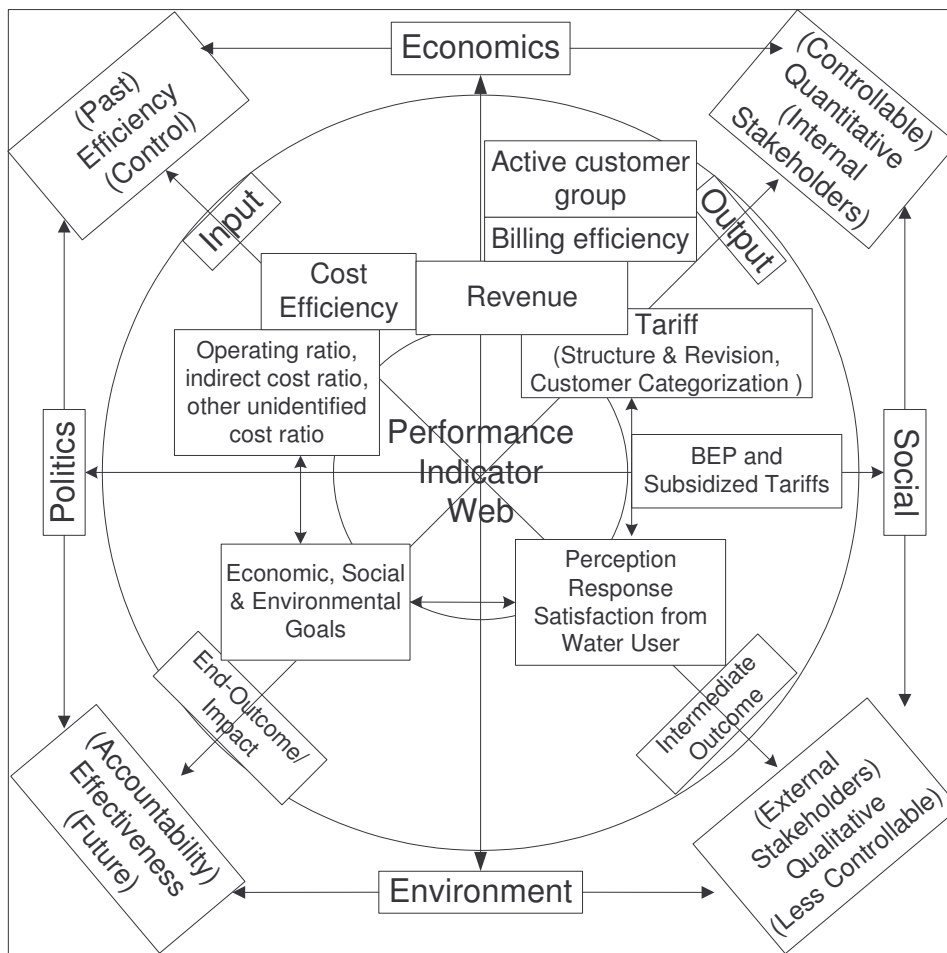 Economics
(Past)
Efficiency
(Control)
(Controllable)
Quantitative
(Internal
Stakeholders)
Input
Output
Active customer
group
Billing efficiency
Cost
Efficiency
Revenue
Tariff
(Structure & Revision,
Customer Categorization )
Operating ratio,
indirect cost ratio,
other unidentified
cost ratio
Performance
Indicator
Web
Politics
Social
BEP and
Subsidized Tariffs
Economic, Social
& Environmental
Goals
Perception
Response
Satisfaction from
Water User
End-Outcome/
Impact
Intermediate
Outcome
(Accountability)
Effectiveness
(Future)
(External
Stakeholders)
Qualitative
(Less Controllable)
Environment